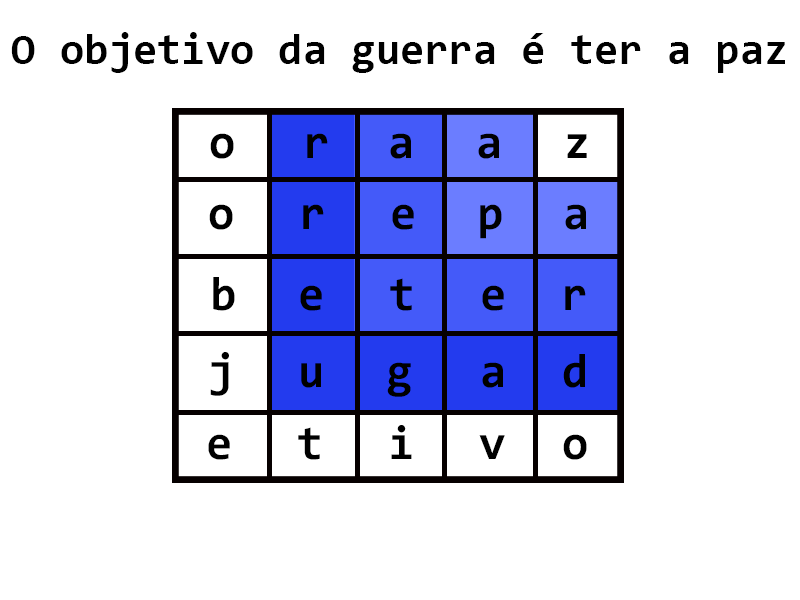 O objetivo da guerra é ter a paz
o r a a z
o r e p a
b e t e r
j u g a d
e t i v o